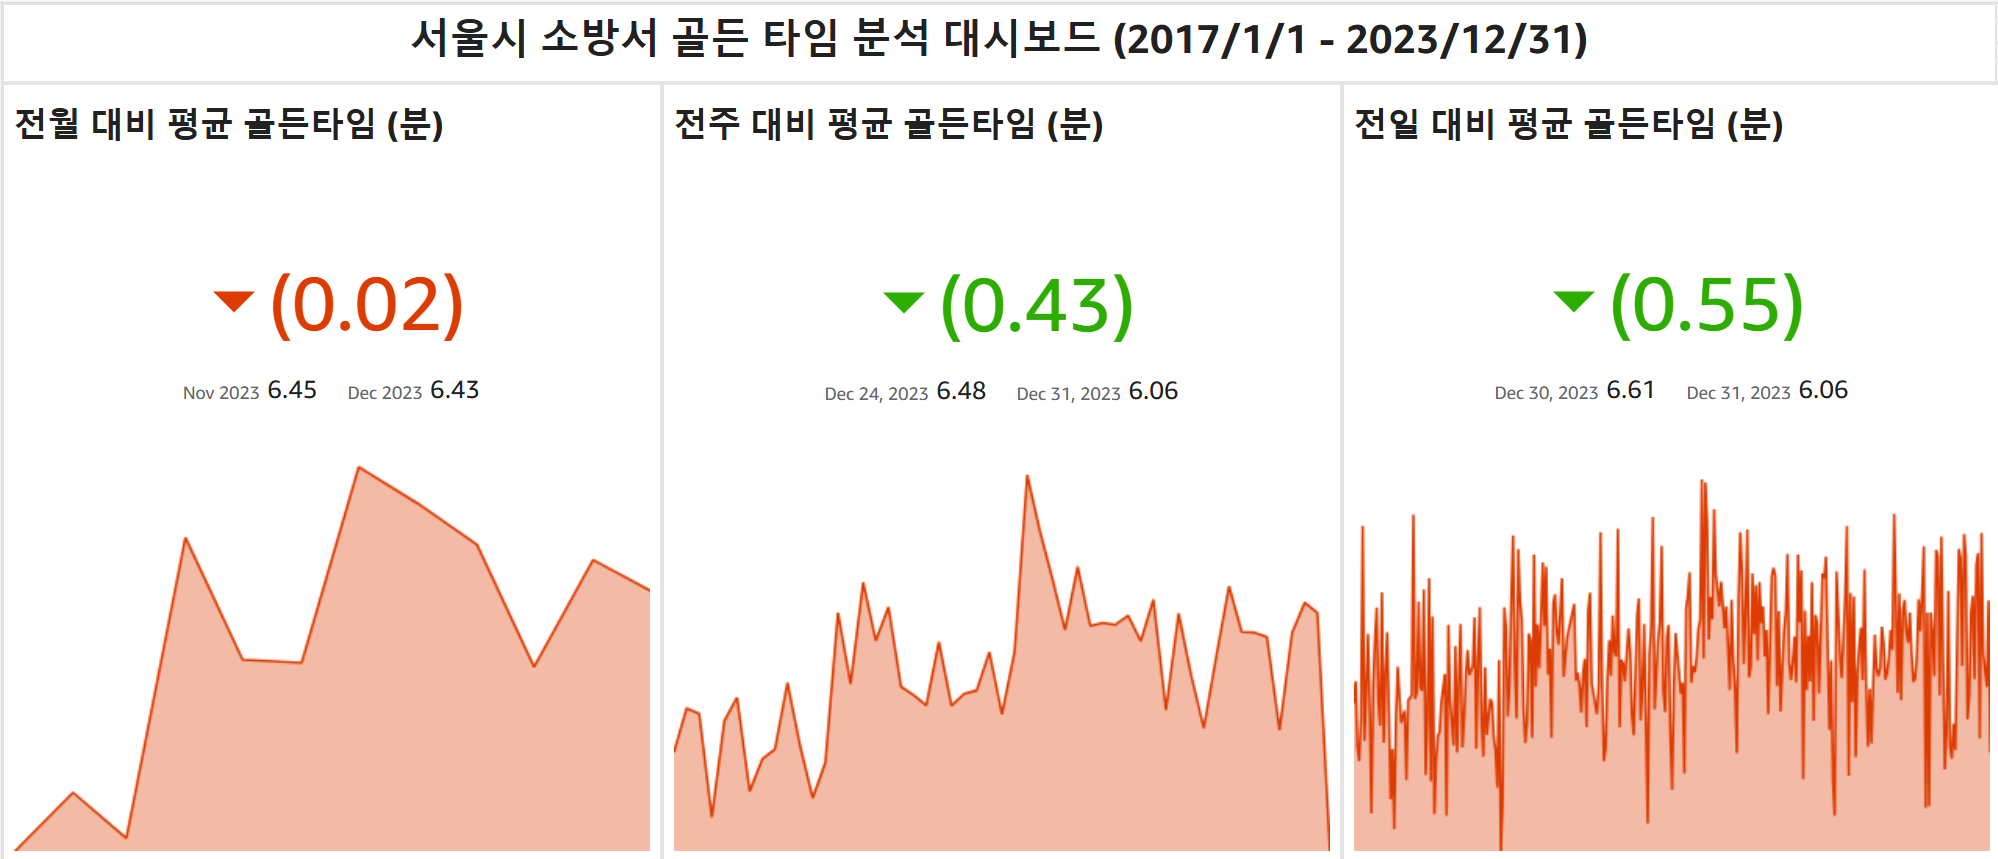 서울시 소방서 골든 타임 분석 대시보드 (2017/1/1 - 2023/12/31)
전월 대비 평균 골든타임 (분)
(0.02)
Nov 2023 6.45 Dec 2023 6.43
전주 대비 평균 골든타임 (분)
(0.43)
Dec 24, 2023 6.48 Dec 31, 2023 6.06
전일 대비 평균 골든타임 (분)
(0.55)
Dec 30, 2023 6.61 Dec 31, 2023 6.06